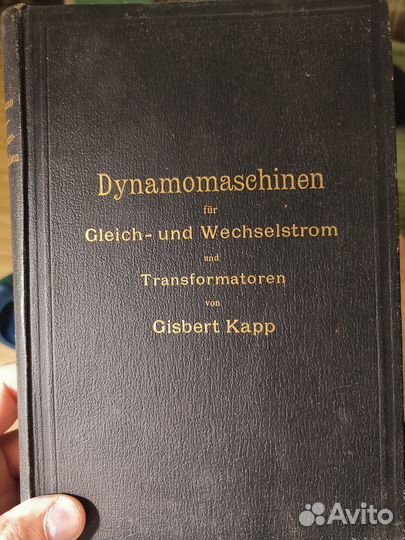 Dynamomaschinen
für
Gleich- und Wechselstrom
und
Transformatoren
von
Gisbert Kapp
Avito